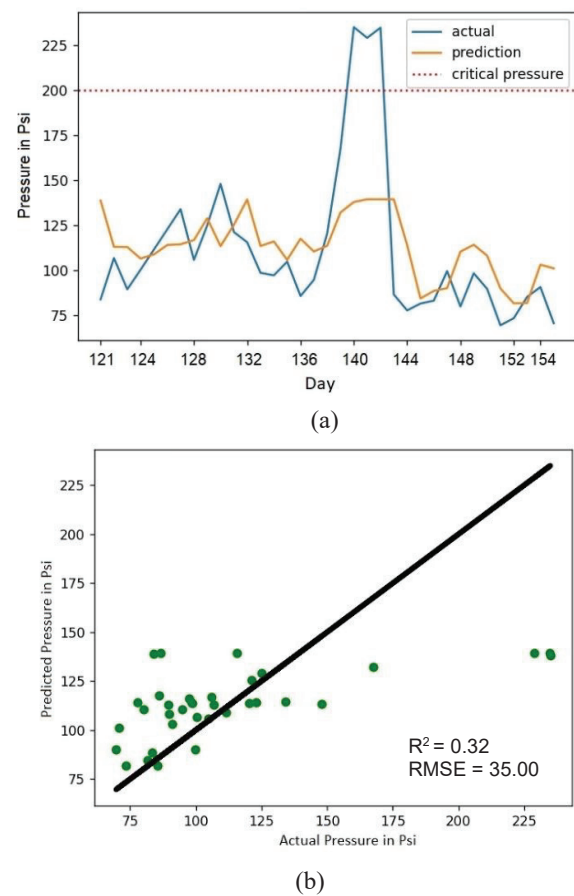 225
200
175
150
125
100
75
Pressure in Psi
actual
prediction
critical pressure
121 124 128 132 136 140 144 148 152 154
Day
(a)
225
200
175
150
125
100
75
Predicted Pressure in Psi
R² = 0.32
RMSE = 35.00
75 100 125 150 175 200 225
Actual Pressure in Psi
(b)